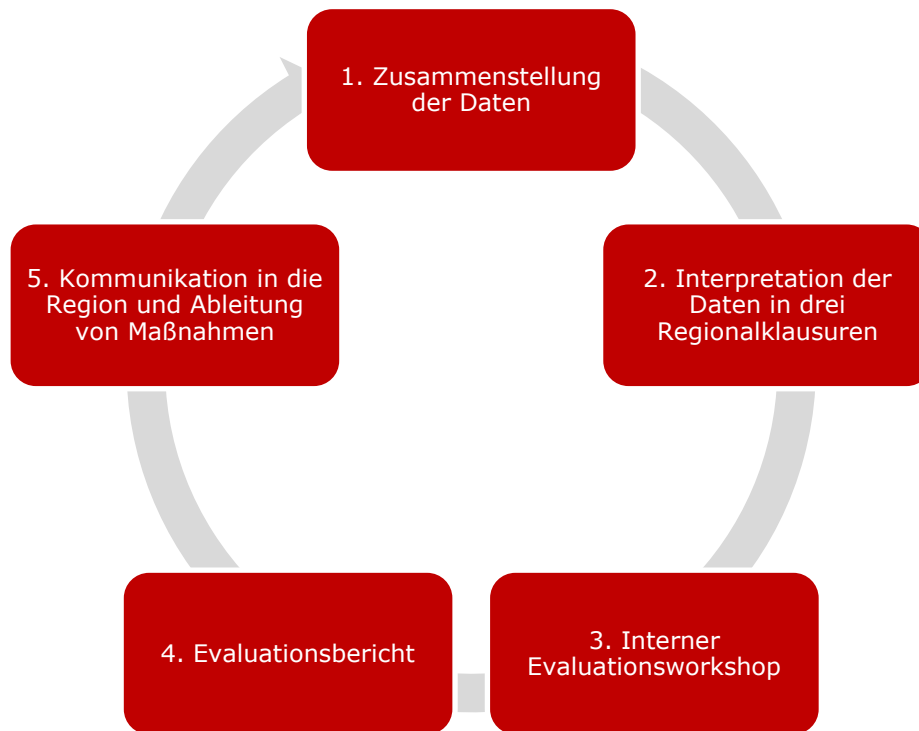 1. Zusammenstellung
der Daten
2. Interpretation der
Daten in drei
Regionalklausuren
3. Interner
Evaluationsworkshop
4. Evaluationsbericht
5. Kommunikation in die
Region und Ableitung
von Maßnahmen